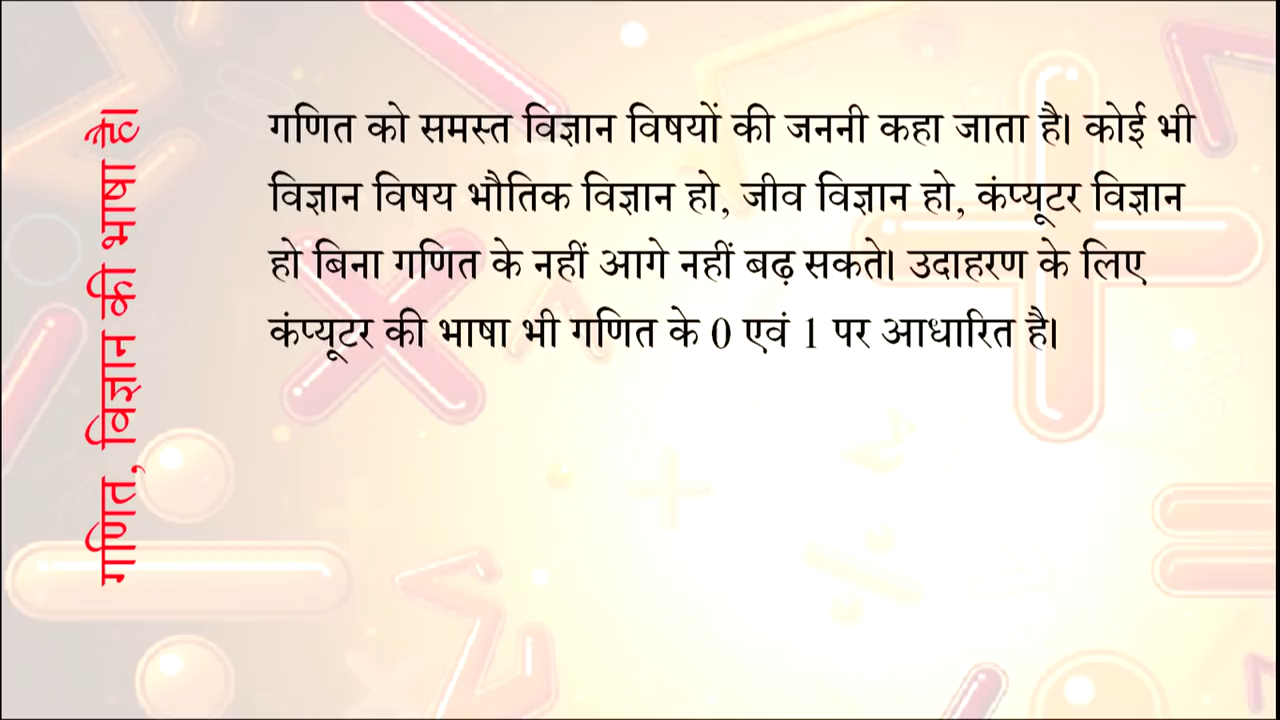 गणित, विज्ञान की भाषा है।
गणित को समस्त विज्ञान विषयों की जननी कहा जाता है। कोई भी
विज्ञान विषय भौतिक विज्ञान हो, जीव विज्ञान हो, कंप्यूटर विज्ञान
हो बिना गणित के नहीं आगे नहीं बढ़ सकते। उदाहरण के लिए
कंप्यूटर की भाषा भी गणित के 0 एवं 1 पर आधारित है।